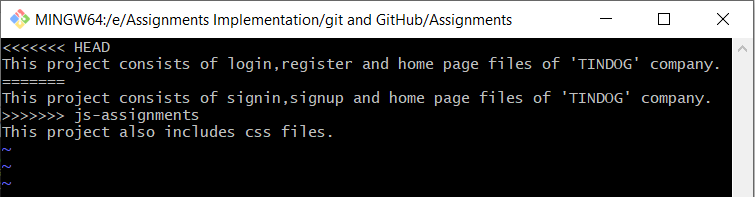 MINGW64:/e/Assignments Implementation/git and GitHub/Assignments
<<<<<<< HEAD
This project consists of login,register and home page files of 'TINDOG' company.
=======
This project consists of signin,signup and home page files of 'TINDOG' company.
>>>>>>> js-assignments
This project also includes css files.
~
~
~